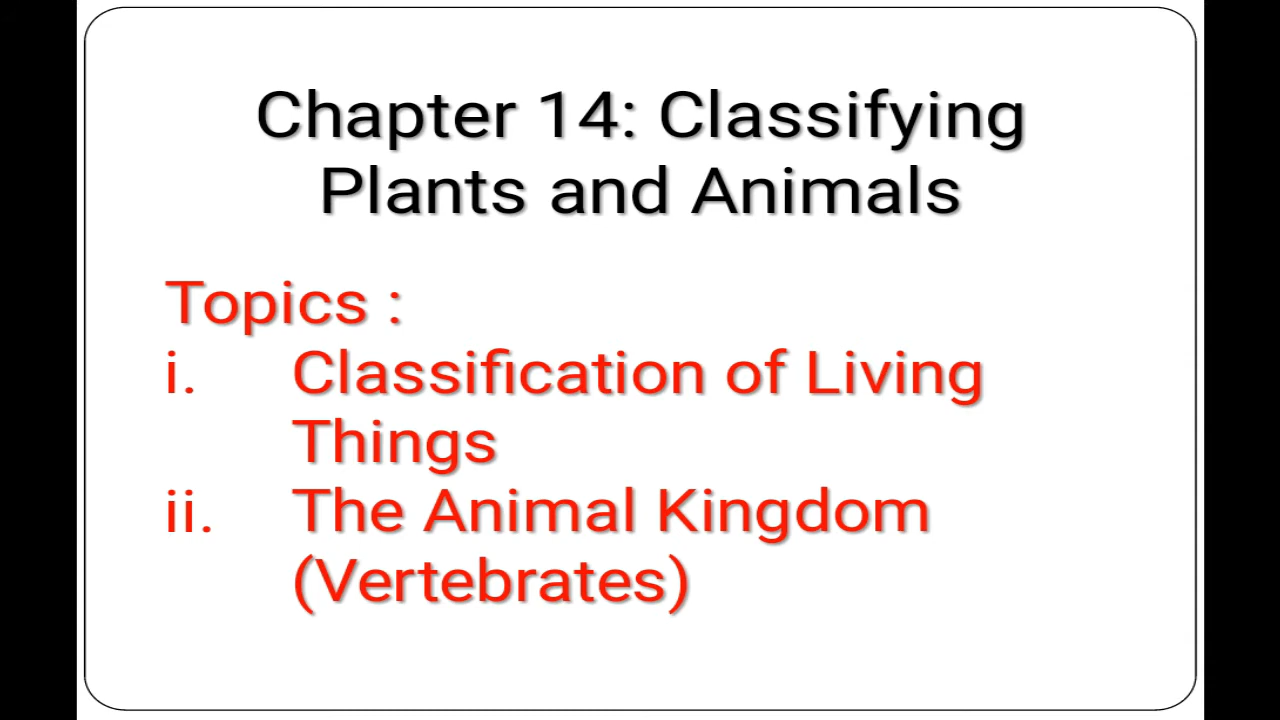 Chapter 14: Classifying
Plants and Animals
Topics :
i. Classification of Living
Things
ii. The Animal Kingdom
(Vertebrates)